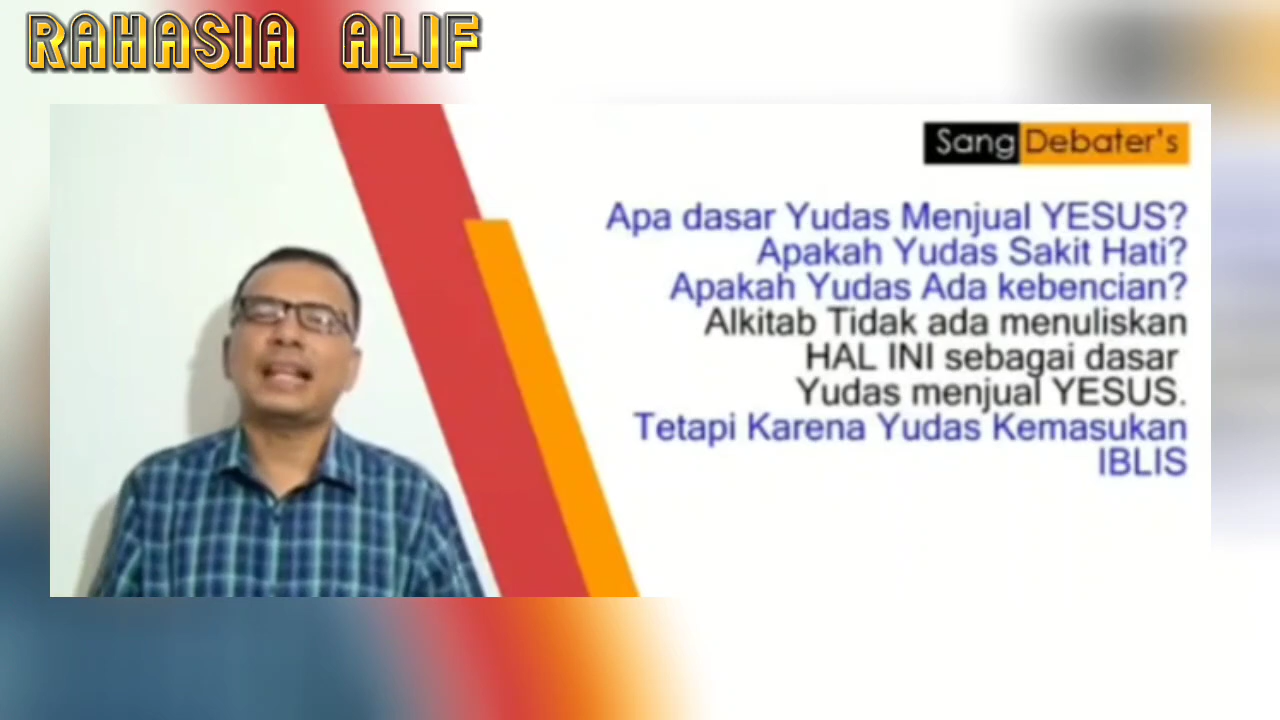 RAHASIA ALIF
Sang Debater's
Apa dasar Yudas Menjual YESUS?
Apakah Yudas Sakit Hati?
Apakah Yudas Ada kebencian?
Alkitab Tidak ada menuliskan
HAL INI sebagai dasar
Yudas menjual YESUS.
Tetapi Karena Yudas Kemasukan
IBLIS